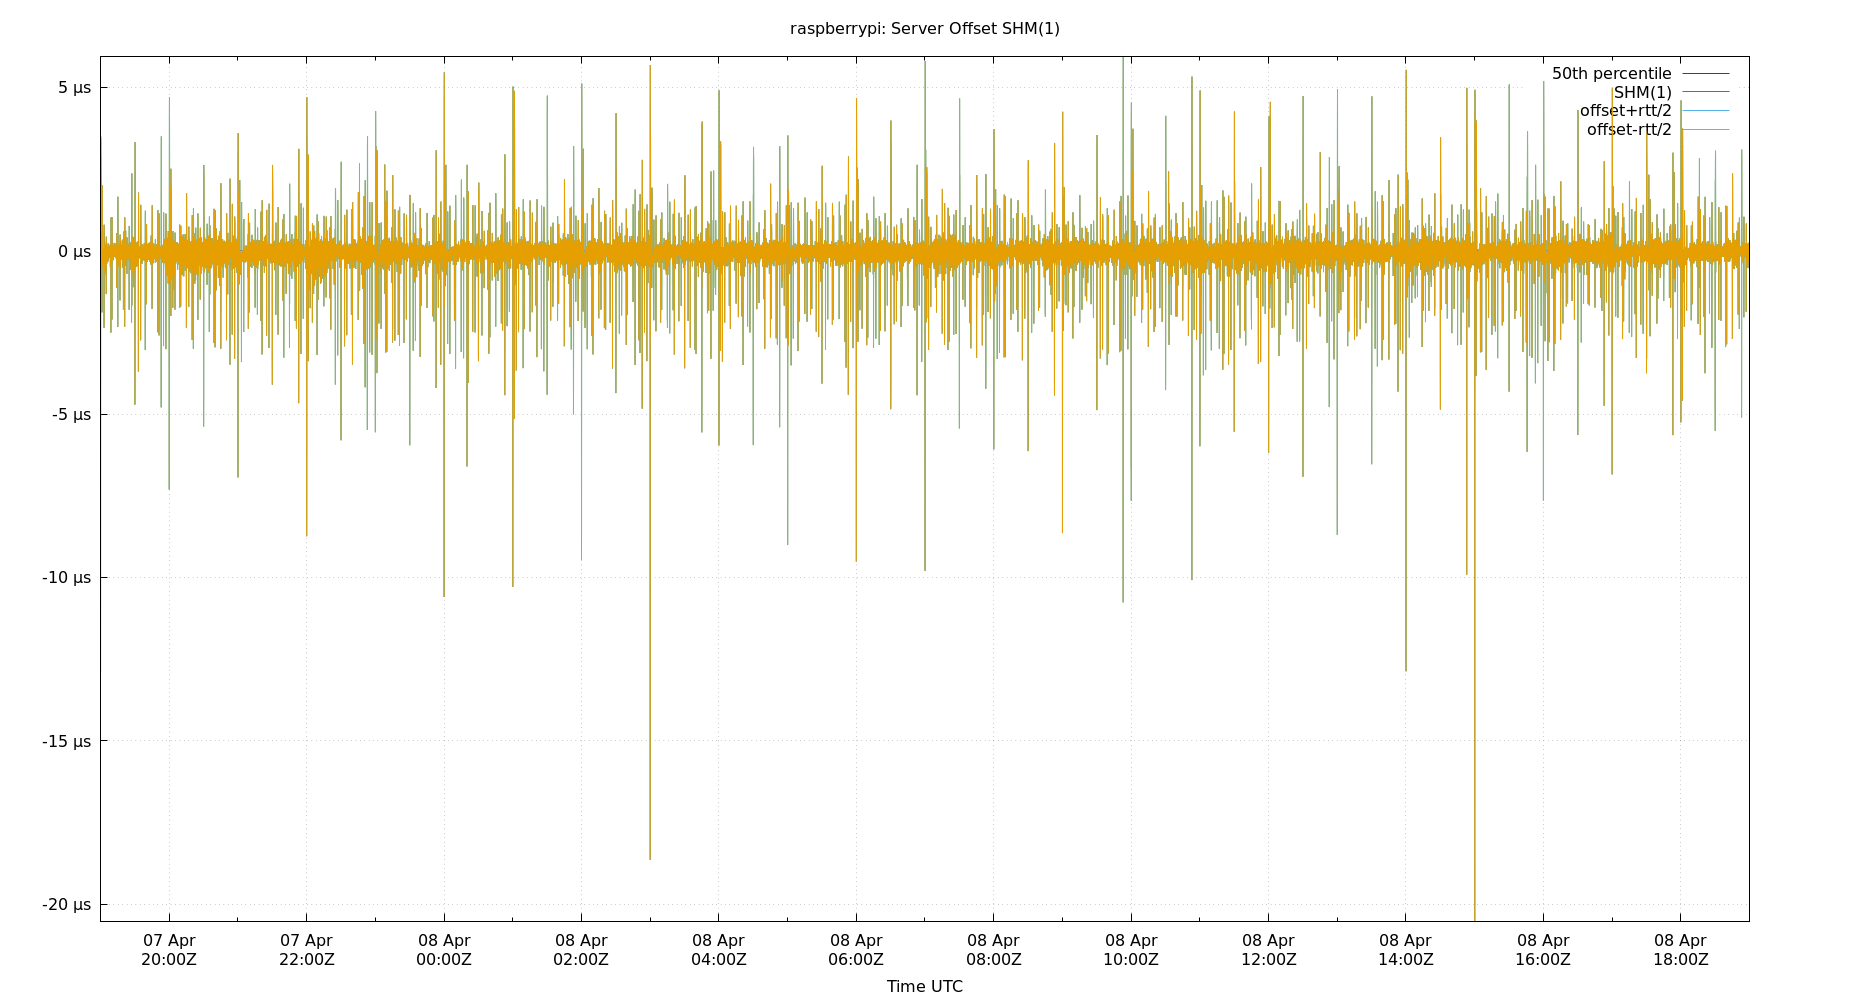 raspberrypi: Server Offset SHM(1)
50th percentile
SHM(1)
offset+rtt/2
offset-rtt/2
5 µs
0 µs
-5 µs
-10 µs
-15 µs
-20 µs
07 Apr 07 Apr 08 Apr 08 Apr 08 Apr 08 Apr 08 Apr 08 Apr 08 Apr 08 Apr 08 Apr 08 Apr
20:00Z 22:00Z 00:00Z 02:00Z 04:00Z 06:00Z 08:00Z 10:00Z 12:00Z 14:00Z 16:00Z 18:00Z
Time UTC